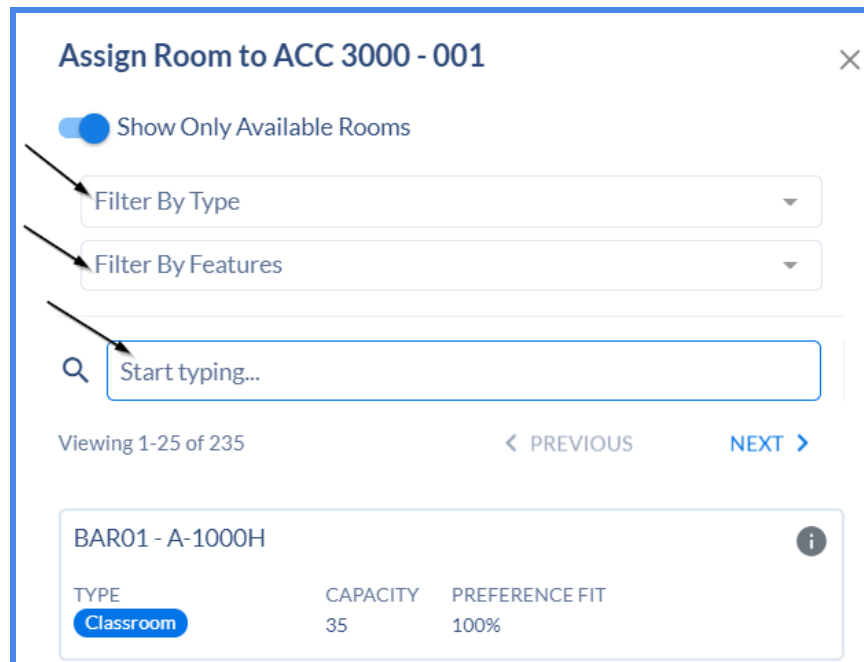 Assign Room to ACC 3000 - 001
Show Only Available Rooms
Filter By Type
Filter By Features
Start typing...
Viewing 1-25 of 235 PREVIOUS NEXT
BAR01 - A-1000H
TYPE CAPACITY PREFERENCE FIT
Classroom 35 100%